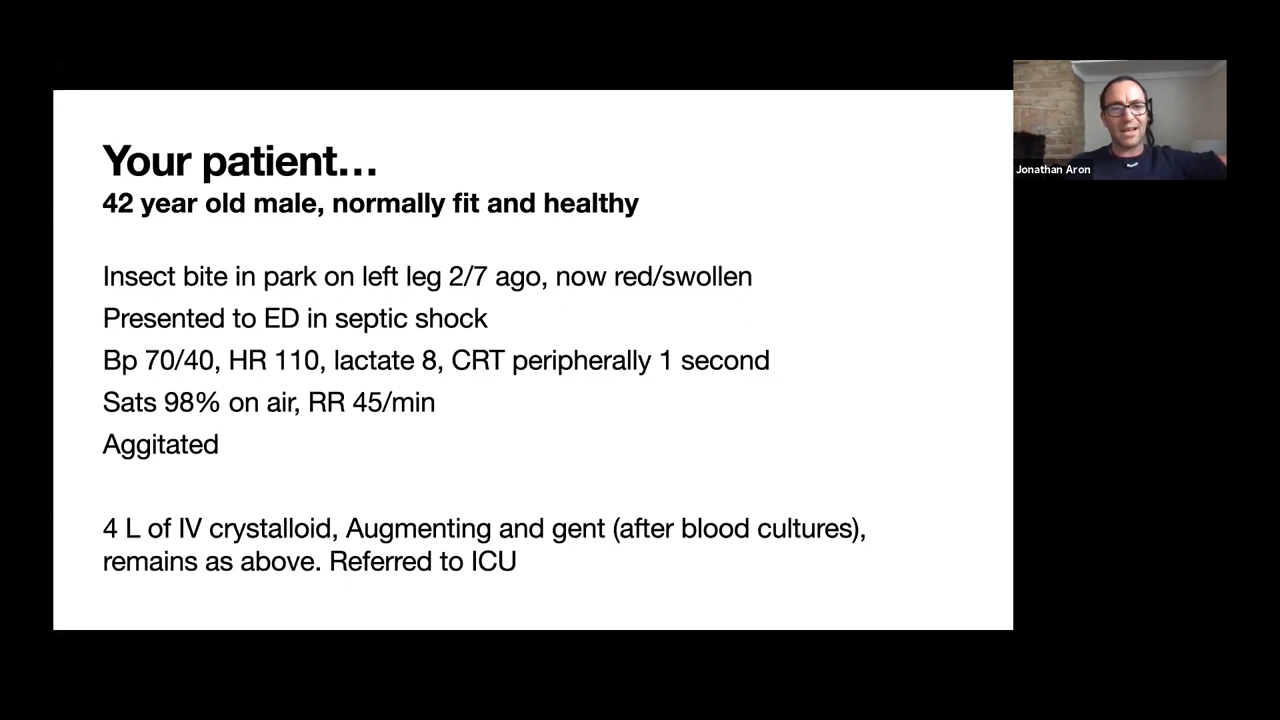 Your patient…
42 year old male, normally fit and healthy
Insect bite in park on left leg 2/7 ago, now red/swollen
Presented to ED in septic shock
Bp 70/40, HR 110, lactate 8, CRT peripherally 1 second
Sats 98% on air, RR 45/min
Aggitated
4 L of IV crystalloid, Augmenting and gent (after blood cultures),
remains as above. Referred to ICU
Jonathan Aron